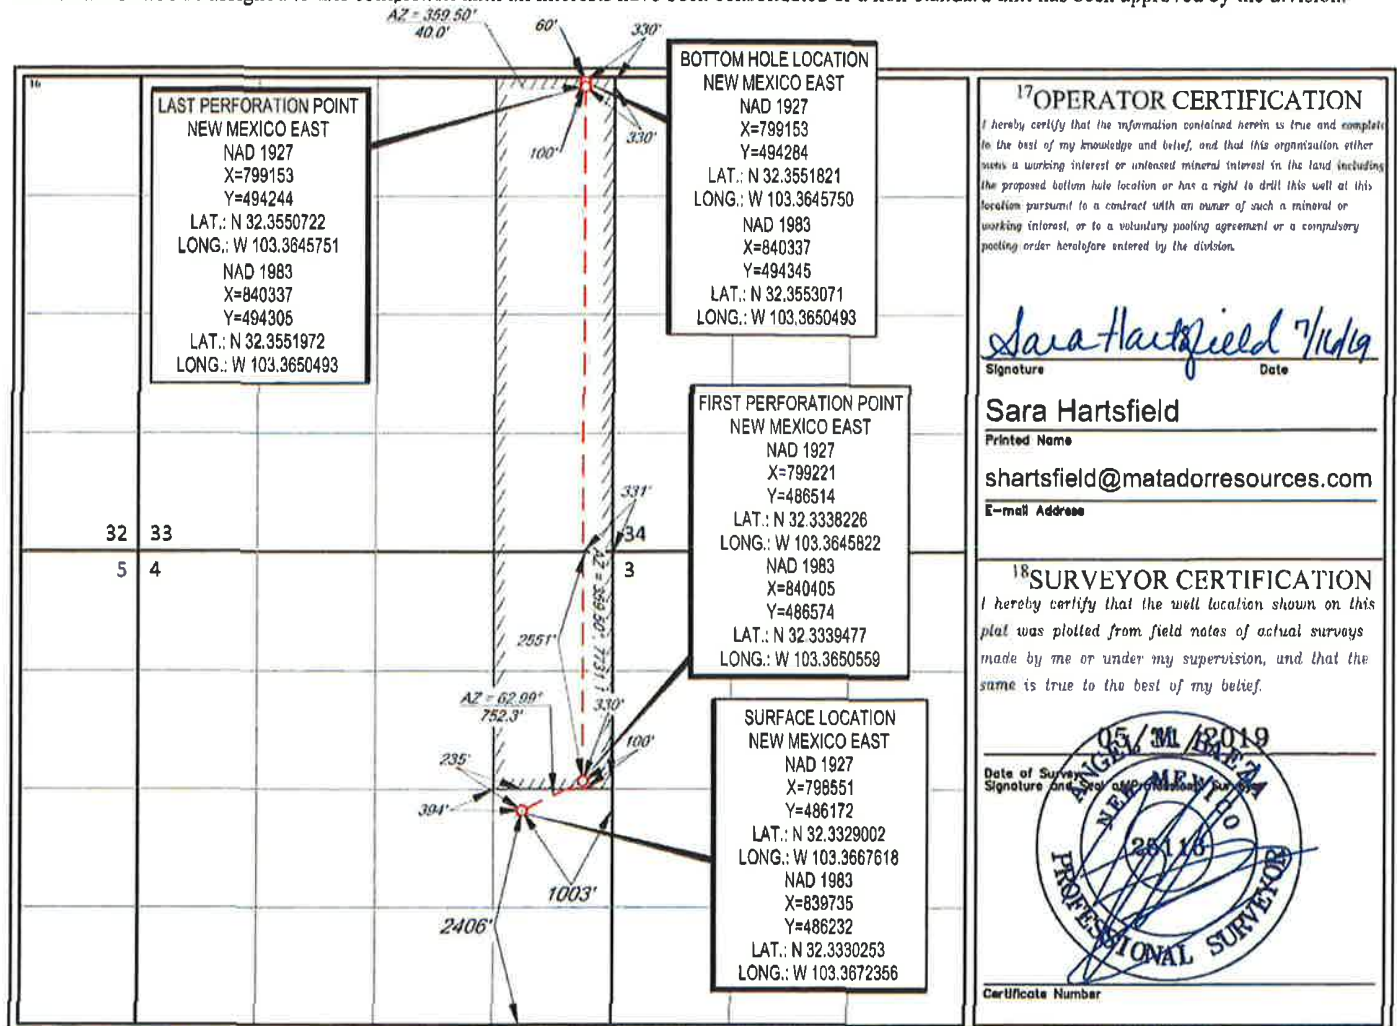 AZ = 359.50'
40.0'
60'
330'
16
LAST PERFORATION POINT
NEW MEXICO EAST
NAD 1927
X=799153
Y=494244
LAT.: N 32.3550722
LONG.: W 103.3645751
NAD 1983
X=840337
Y=494305
LAT.: N 32.3551972
LONG.: W 103.3650493
BOTTOM HOLE LOCATION
NEW MEXICO EAST
NAD 1927
X=799153
Y=494284
LAT.: N 32.3551821
LONG.: W 103.3645750
NAD 1983
X=840337
Y=494345
LAT.: N 32.3553071
LONG.: W 103.3650493
100'
330'
FIRST PERFORATION POINT
NEW MEXICO EAST
NAD 1927
X=799221
Y=486514
LAT.: N 32.3338226
LONG.: W 103.3645822
NAD 1983
X=840405
Y=486574
LAT.: N 32.3339477
LONG.: W 103.3650559
331'
32 33
34
5 4
3
2551'
AZ = 62.99'
752.3'
330'
100'
235'
394'
1003'
2406'
SURFACE LOCATION
NEW MEXICO EAST
NAD 1927
X=798551
Y=486172
LAT.: N 32.3329002
LONG.: W 103.3667618
NAD 1983
X=839735
Y=486232
LAT.: N 32.3330253
LONG.: W 103.3672356
17 OPERATOR CERTIFICATION
I hereby certify that the information contained herein is true and complete
to the best of my knowledge and belief, and that this organization either
owns a working interest or unleased mineral interest in the land including
the proposed bottom hole location or has a right to drill this well at this
location pursuant to a contract with an owner of such a mineral or
working interest, or to a voluntary pooling agreement or a compulsory
pooling order heretofore entered by the division.
Sara Hartsfield 7/16/19
Signature Date
Sara Hartsfield
Printed Name
shartsfield@matadorresources.com
E-mail Address
18 SURVEYOR CERTIFICATION
I hereby certify that the well location shown on this
plat was plotted from field notes of actual surveys
made by me or under my supervision, and that the
same is true to the best of my belief.
05/31/2019
Date of Survey
Signature and Seal of Professional Surveyor
ANGEL M. BAEZA
NEW MEXICO
25116
PROFESSIONAL SURVEYOR
Certificate Number